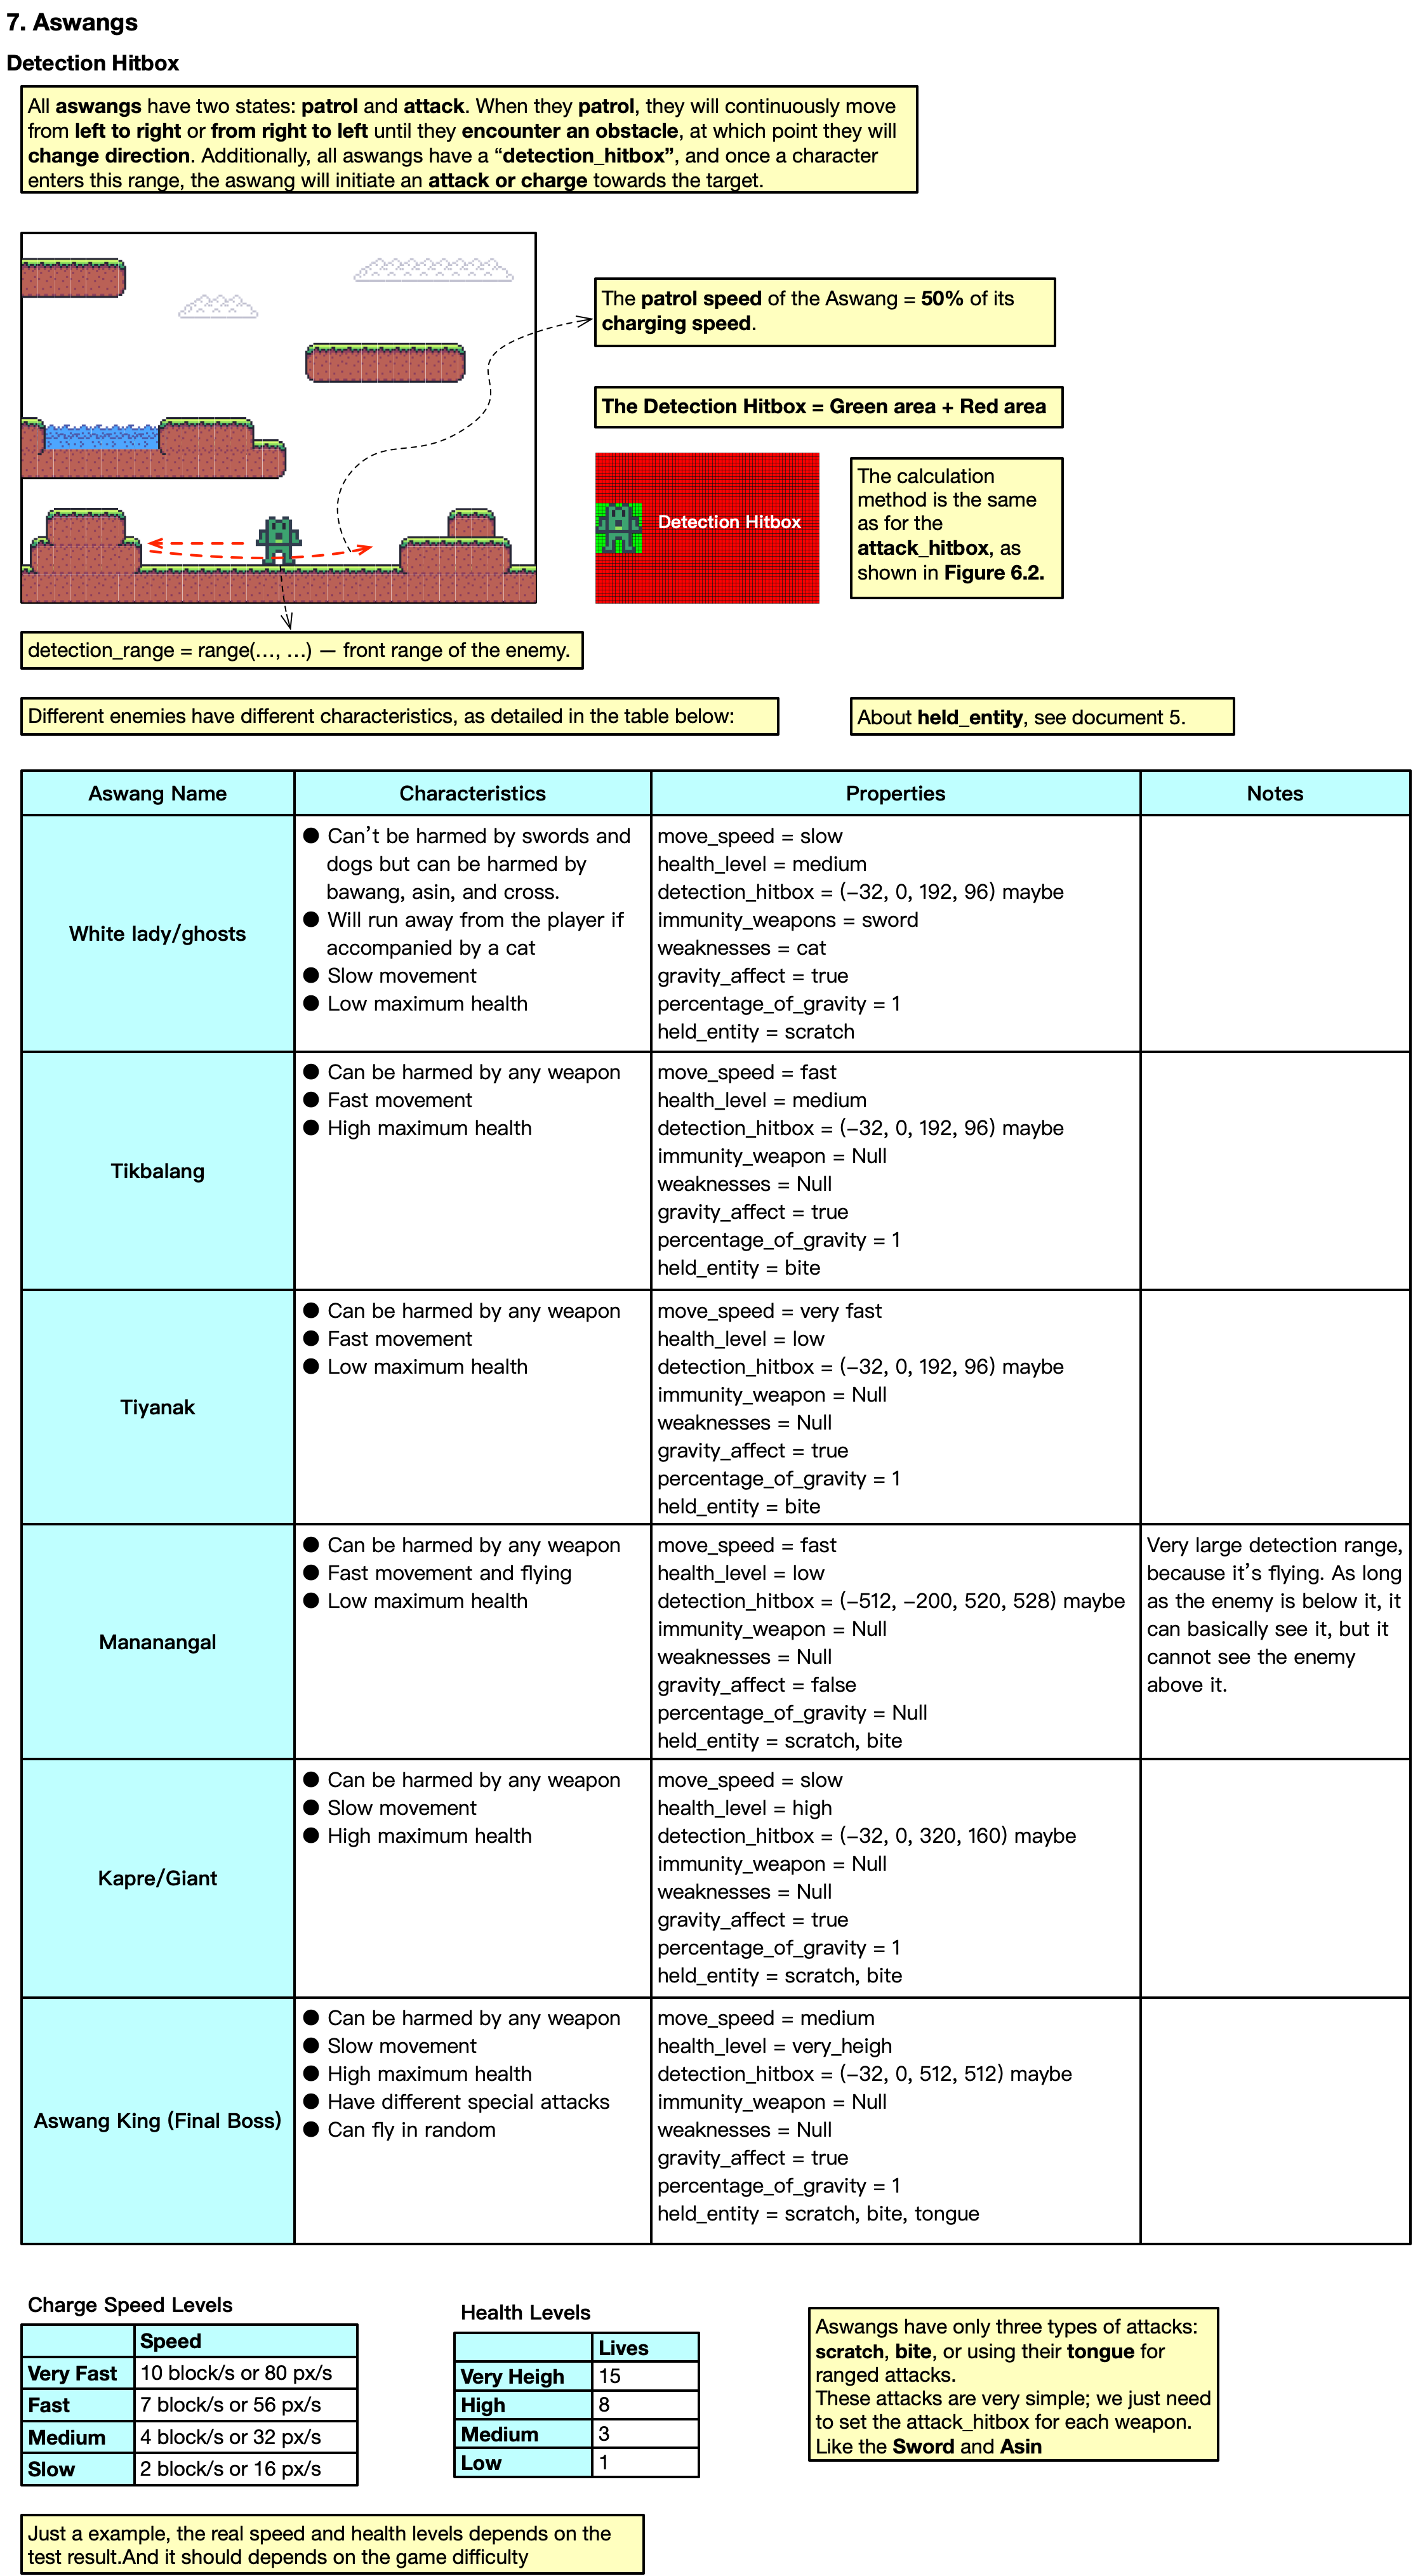 7. Aswangs
Detection Hitbox
All aswangs have two states: patrol and attack. When they patrol, they will continuously move
from left to right or from right to left until they encounter an obstacle, at which point they will
change direction. Additionally, all aswangs have a “detection_hitbox”, and once a character
enters this range, the aswang will initiate an attack or charge towards the target.
The patrol speed of the Aswang = 50% of its
charging speed.
The Detection Hitbox = Green area + Red area
Detection Hitbox
The calculation
method is the same
as for the
attack_hitbox, as
shown in Figure 6.2.
detection_range = range(..., ...) — front range of the enemy.
Different enemies have different characteristics, as detailed in the table below:
About held_entity, see document 5.
Aswang Name
Characteristics
Properties
Notes
White lady/ghosts
● Can't be harmed by swords and
dogs but can be harmed by
bawang, asin, and cross.
● Will run away from the player if
accompanied by a cat
● Slow movement
● Low maximum health
move_speed = slow
health_level = medium
detection_hitbox = (-32, 0, 192, 96) maybe
immunity_weapons = sword
weaknesses = cat
gravity_affect = true
percentage_of_gravity = 1
held_entity = scratch
Tikbalang
● Can be harmed by any weapon
● Fast movement
● High maximum health
move_speed = fast
health_level = medium
detection_hitbox = (-32, 0, 192, 96) maybe
immunity_weapon = Null
weaknesses = Null
gravity_affect = true
percentage_of_gravity = 1
held_entity = bite
Tiyanak
● Can be harmed by any weapon
● Fast movement
● Low maximum health
move_speed = very fast
health_level = low
detection_hitbox = (-32, 0, 192, 96) maybe
immunity_weapon = Null
weaknesses = Null
gravity_affect = true
percentage_of_gravity = 1
held_entity = bite
Mananangal
● Can be harmed by any weapon
● Fast movement and flying
● Low maximum health
move_speed = fast
health_level = low
detection_hitbox = (-512, -200, 520, 528) maybe
immunity_weapon = Null
weaknesses = Null
gravity_affect = false
percentage_of_gravity = Null
held_entity = scratch, bite
Very large detection range,
because it's flying. As long
as the enemy is below it, it
can basically see it, but it
cannot see the enemy
above it.
Kapre/Giant
● Can be harmed by any weapon
● Slow movement
● High maximum health
move_speed = slow
health_level = high
detection_hitbox = (-32, 0, 320, 160) maybe
immunity_weapon = Null
weaknesses = Null
gravity_affect = true
percentage_of_gravity = 1
held_entity = scratch, bite
Aswang King (Final Boss)
● Can be harmed by any weapon
● Slow movement
● High maximum health
● Have different special attacks
● Can fly in random
move_speed = medium
health_level = very_heigh
detection_hitbox = (-32, 0, 512, 512) maybe
immunity_weapon = Null
weaknesses = Null
gravity_affect = true
percentage_of_gravity = 1
held_entity = scratch, bite, tongue
Charge Speed Levels
Speed
Very Fast 10 block/s or 80 px/s
Fast 7 block/s or 56 px/s
Medium 4 block/s or 32 px/s
Slow 2 block/s or 16 px/s
Health Levels
Lives
Very Heigh 15
High 8
Medium 3
Low 1
Aswangs have only three types of attacks:
scratch, bite, or using their tongue for
ranged attacks.
These attacks are very simple; we just need
to set the attack_hitbox for each weapon.
Like the Sword and Asin
Just a example, the real speed and health levels depends on the
test result.And it should depends on the game difficulty